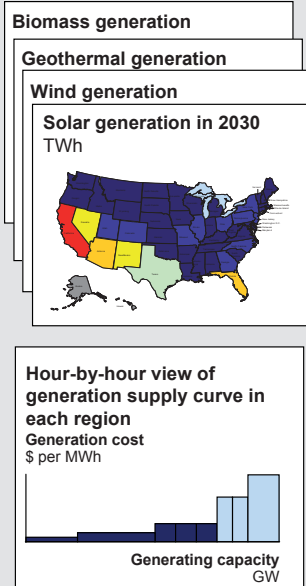 Biomass generation
Geothermal generation
Wind generation
Solar generation in 2030
TWh
Hour-by-hour view of
generation supply curve in
each region
Generation cost
$ per MWh
Generating capacity
GW